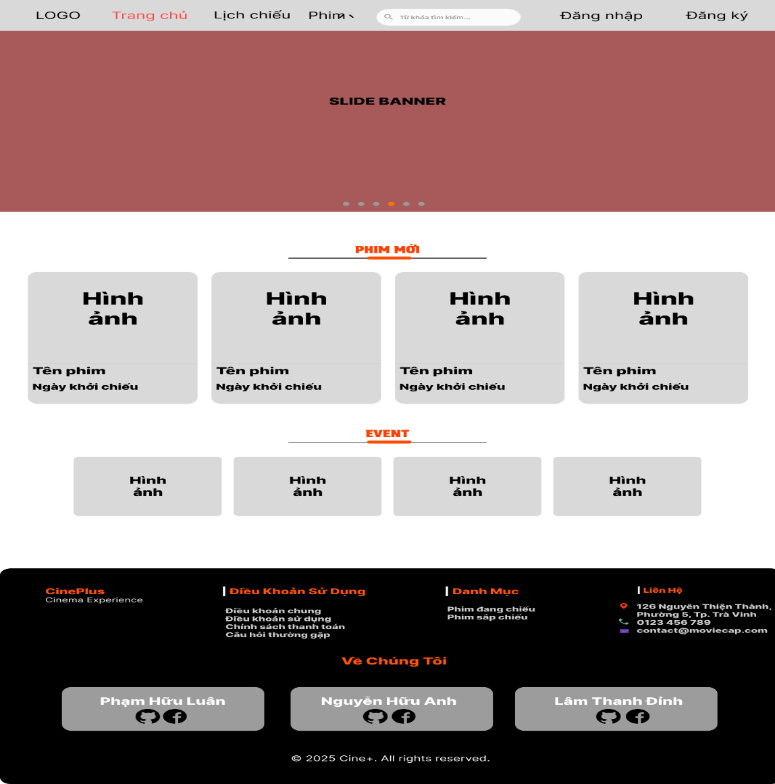 LOGO Trang chủ Lịch chiếu Phim Từ khóa tìm kiếm... Đăng nhập Đăng ký
SLIDE BANNER
PHIM MỚI
Hình ảnh
Tên phim
Ngày khởi chiếu
Hình ảnh
Tên phim
Ngày khởi chiếu
Hình ảnh
Tên phim
Ngày khởi chiếu
Hình ảnh
Tên phim
Ngày khởi chiếu
EVENT
Hình ảnh
Hình ảnh
Hình ảnh
Hình ảnh
CinePlus
Cinema Experience
Điều Khoản Sử Dụng
Điều khoản chung
Điều khoản sử dụng
Chính sách thanh toán
Câu hỏi thường gặp
Danh Mục
Phim đang chiếu
Phim sắp chiếu
Liên Hệ
126 Nguyễn Thiện Thành,
Phường 5, Tp. Trà Vinh
0123 456 789
contact@moviecap.com
Về Chúng Tôi
Phạm Hữu Luân
Nguyễn Hữu Anh
Lâm Thanh Đỉnh
© 2025 Cine+. All rights reserved.